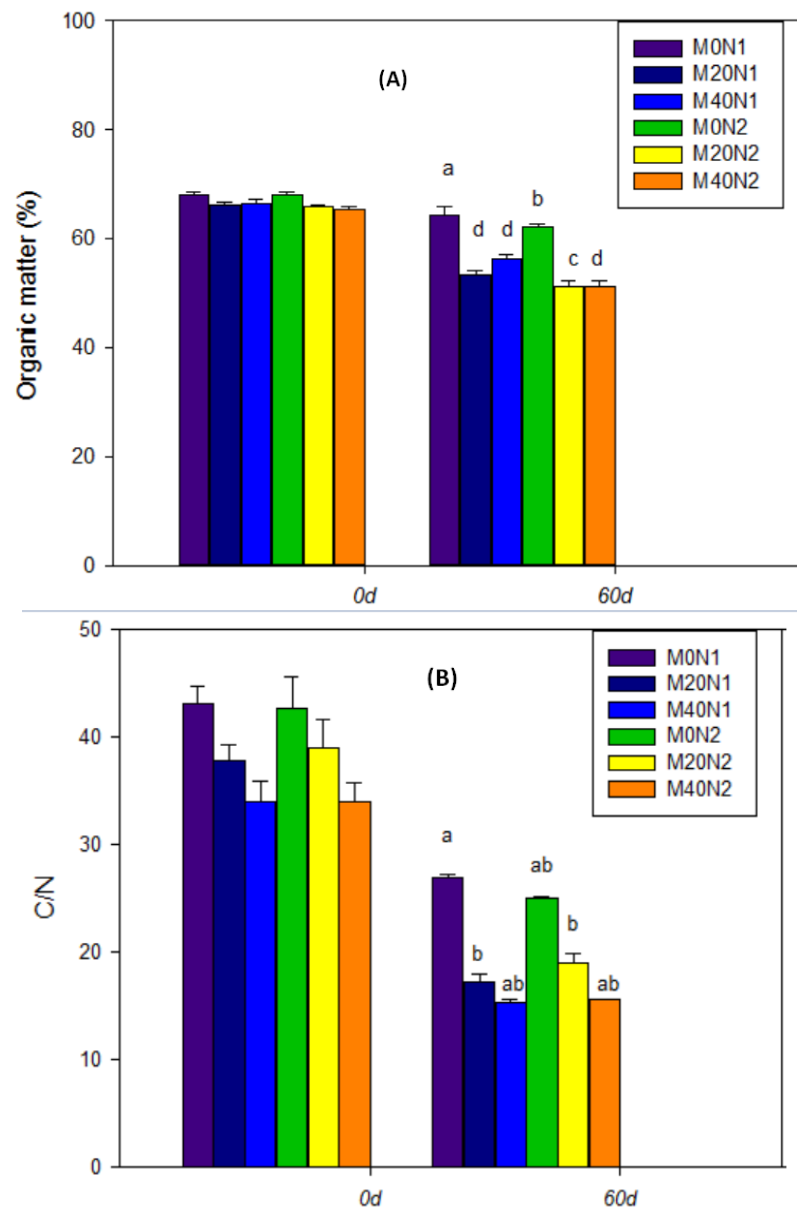 100
80
60
40
20
0
Organic matter (%)
(A)
M0N1
M20N1
M40N1
M0N2
M20N2
M40N2
a
d d b
c d
0d 60d
50
40
30
20
10
0
C/N
(B)
M0N1
M20N1
M40N1
M0N2
M20N2
M40N2
a
b
ab
ab
b
ab
0d 60d